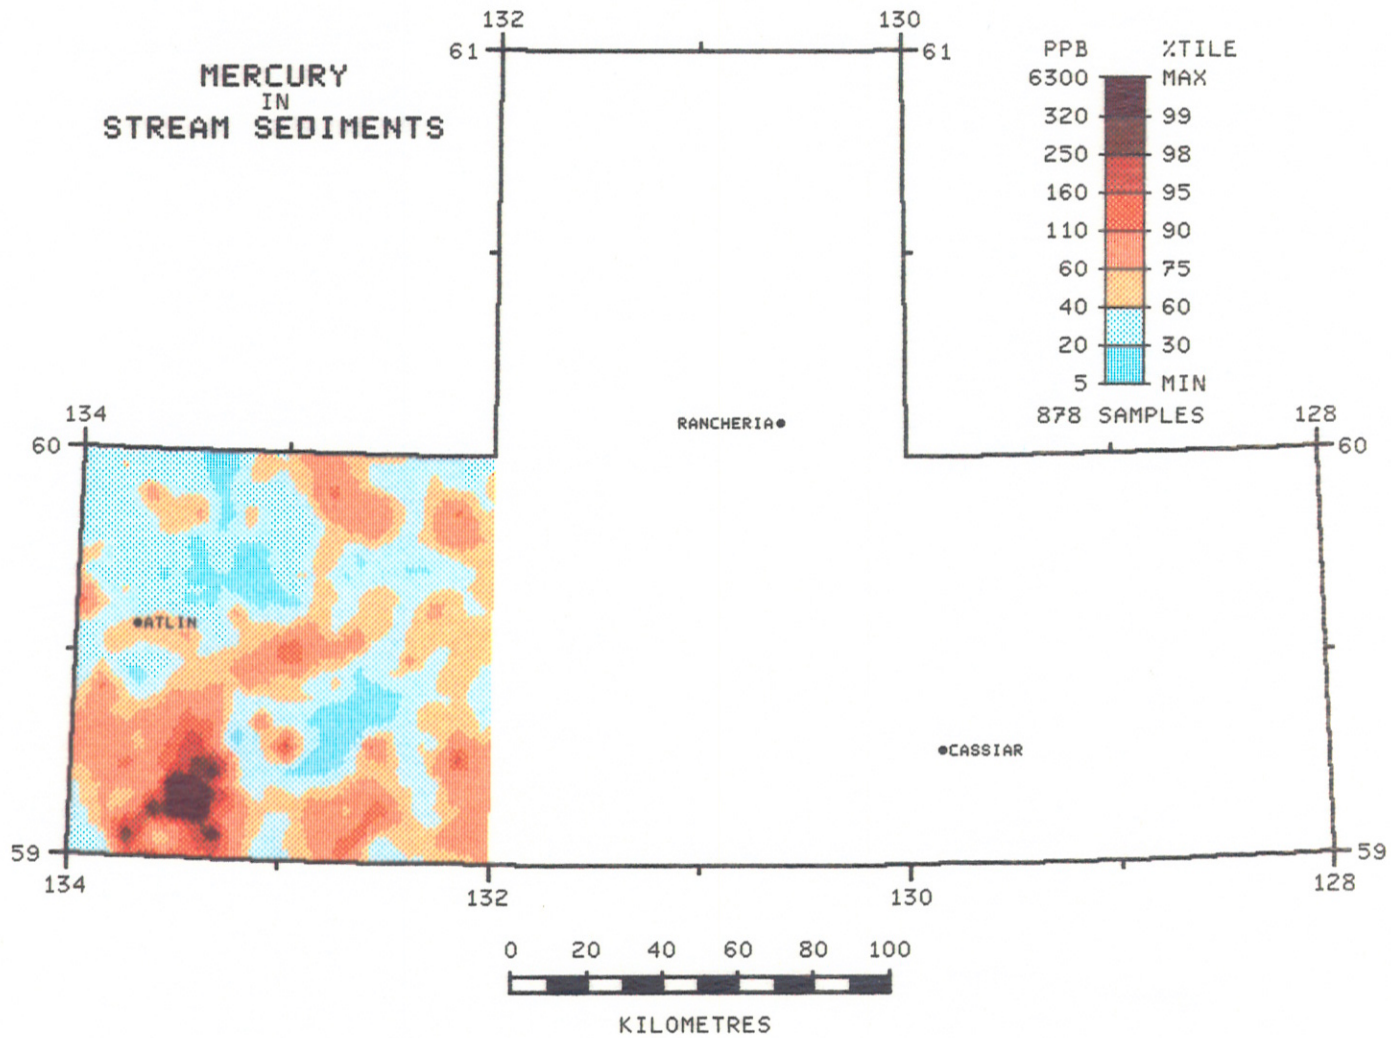 132
130
61
61
MERCURY
IN
STREAM SEDIMENTS
PPB %TILE
6300 MAX
320 99
250 98
160 95
110 90
60 75
40 60
20 30
5 MIN
878 SAMPLES
134
128
60
60
RANCHERIA
ATLIN
CASSIAR
59
59
134
132
130
128
0 20 40 60 80 100
KILOMETRES